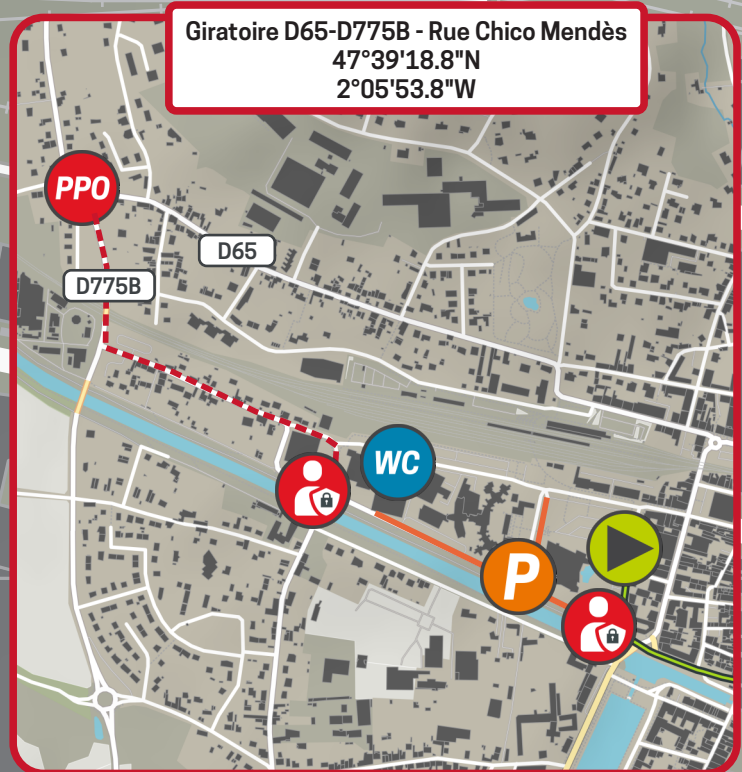 Giratoire D65-D775B - Rue Chico Mendès
47°39'18.8"N
2°05'53.8"W
PPO
D65
D775B
WC
P